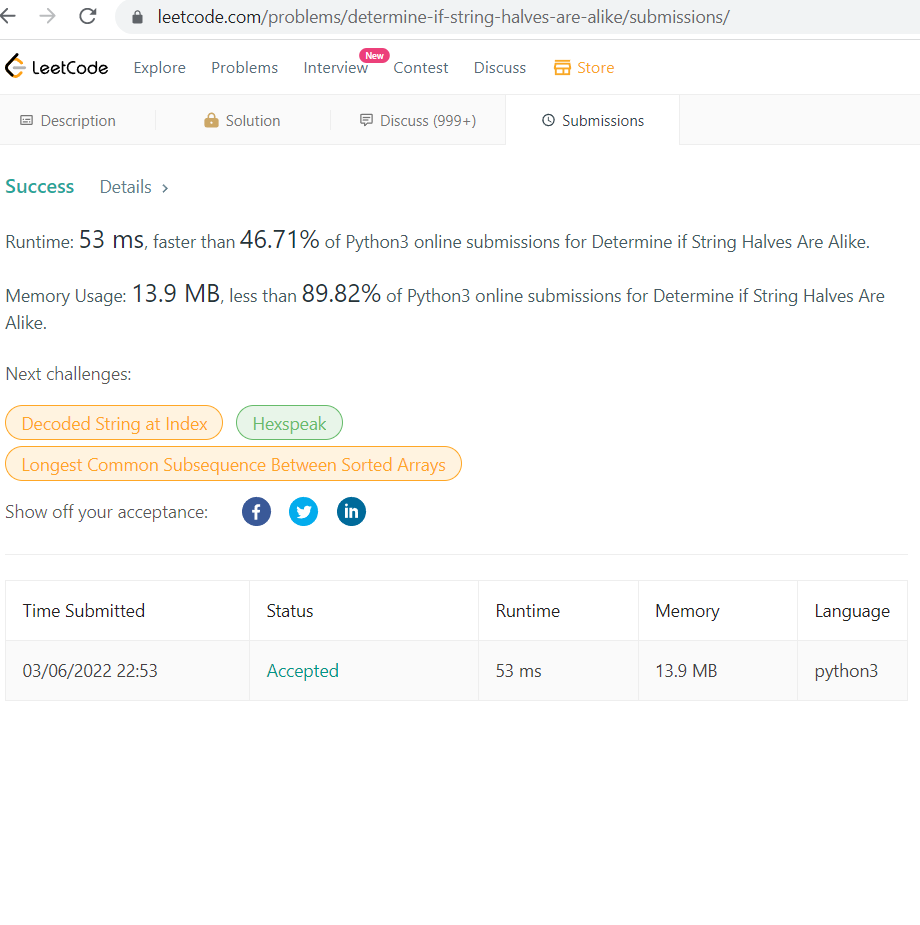 leetcode.com/problems/determine-if-string-halves-are-alike/submissions/
LeetCode Explore Problems Interview New Contest Discuss Store
Description Solution Discuss (999+) Submissions
Success Details >
Runtime: 53 ms, faster than 46.71% of Python3 online submissions for Determine if String Halves Are Alike.
Memory Usage: 13.9 MB, less than 89.82% of Python3 online submissions for Determine if String Halves Are
Alike.
Next challenges:
Decoded String at Index Hexspeak
Longest Common Subsequence Between Sorted Arrays
Show off your acceptance: f in
Time Submitted Status Runtime Memory Language
03/06/2022 22:53 Accepted 53 ms 13.9 MB python3